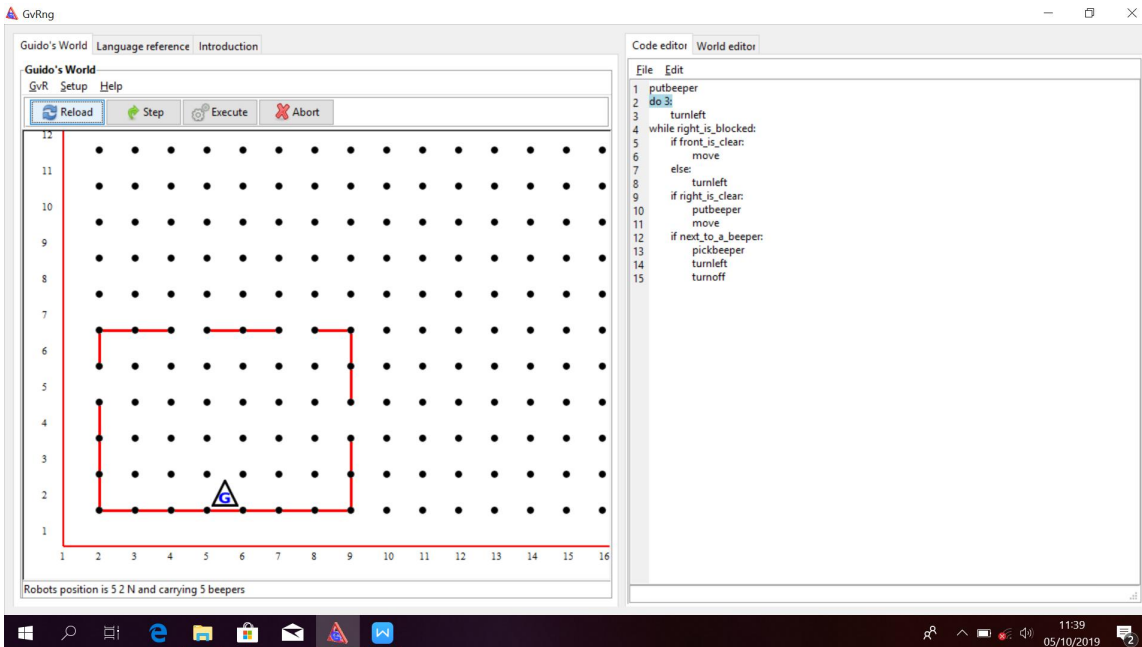 GvRng
Guido's World Language reference Introduction
Code editor World editor
Guido's World
GvR Setup Help
Reload Step Execute Abort
12
11
10
9
8
7
6
5
4
3
2
1
G
1 2 3 4 5 6 7 8 9 10 11 12 13 14 15 16
Robots position is 5 2 N and carrying 5 beepers
File Edit
1 putbeeper
2 do 3:
3 turnleft
4 while right_is_blocked:
5 if front_is_clear:
6 move
7 else:
8 turnleft
9 if right_is_clear:
10 putbeeper
11 move
12 if next_to_a_beeper:
13 pickbeeper
14 turnleft
15 turnoff
11:39
05/10/2019
2